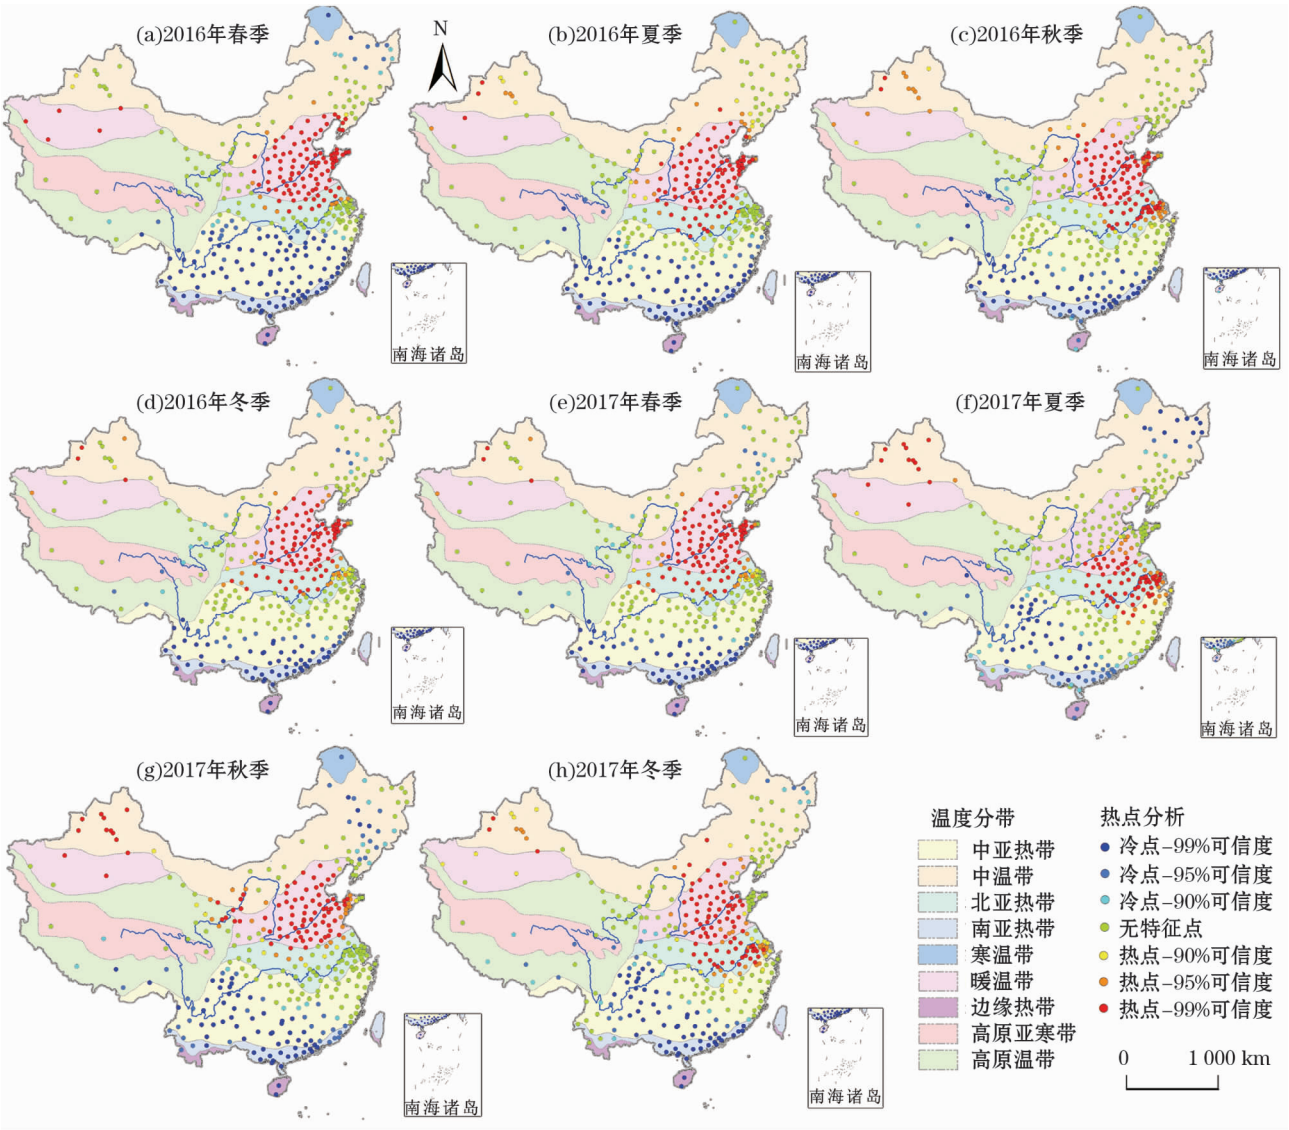 (a)2016年春季
N
(b)2016年夏季
(c)2016年秋季
南海诸岛
南海诸岛
南海诸岛
(d)2016年冬季
(e)2017年春季
(f)2017年夏季
南海诸岛
南海诸岛
南海诸岛
(g)2017年秋季
(h)2017年冬季
南海诸岛
南海诸岛
温度分带
中亚热带
中温带
北亚热带
南亚热带
寒温带
暖温带
边缘热带
高原亚寒带
高原温带
热点分析
冷点-99%可信度
冷点-95%可信度
冷点-90%可信度
无特征点
热点-90%可信度
热点-95%可信度
热点-99%可信度
0 1 000 km